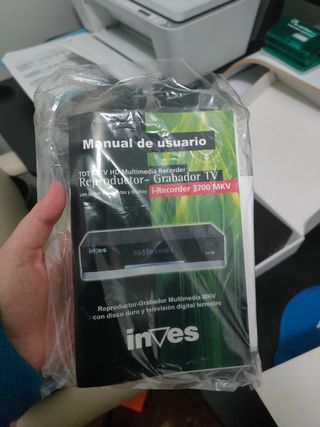 Manual de usuario
TDT MKV HD Multimedia Recorder
Reproductor- Grabador TV
i-Recorder 3700 MKV
inves
Reproductor-Grabador Multimedia MKV
con disco duro y televisión digital terrestre
inves